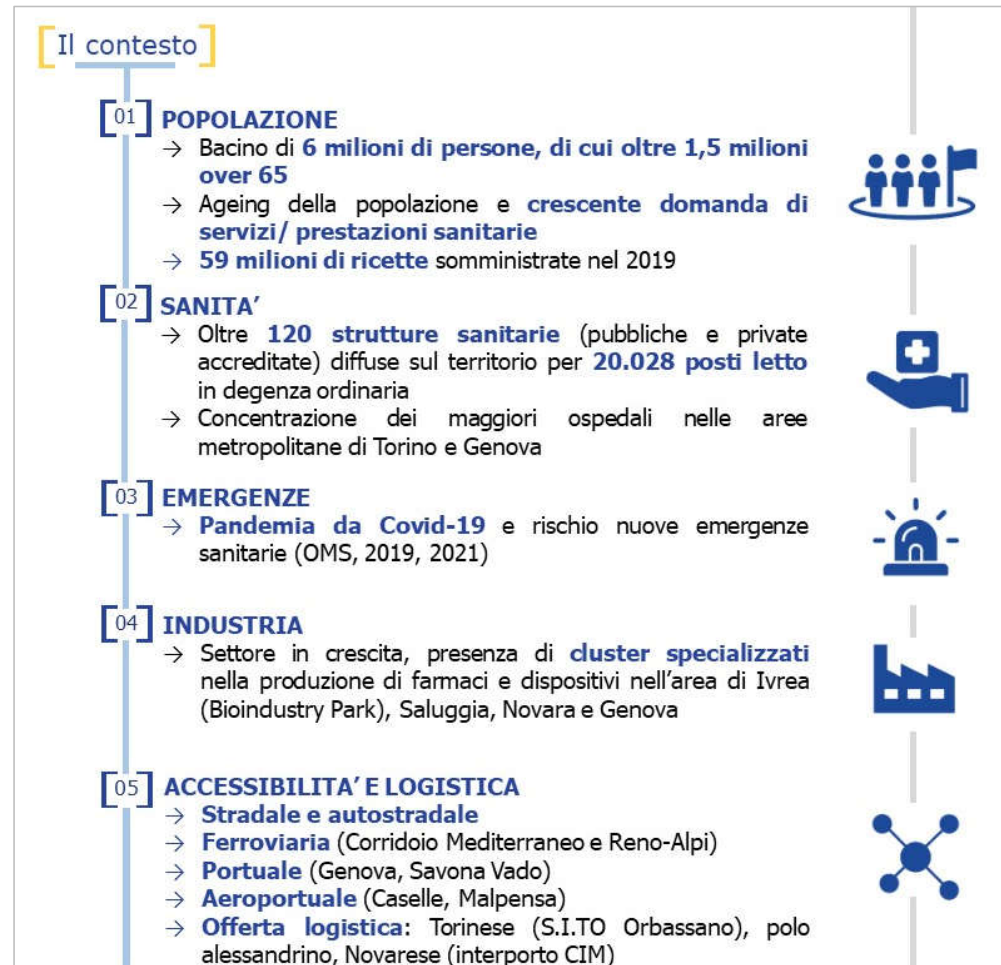 Il contesto
01
POPOLAZIONE
→ Bacino di 6 milioni di persone, di cui oltre 1,5 milioni
over 65
→ Ageing della popolazione e crescente domanda di
servizi/ prestazioni sanitarie
→ 59 milioni di ricette somministrate nel 2019
02
SANITA’
→ Oltre 120 strutture sanitarie (pubbliche e private
accreditate) diffuse sul territorio per 20.028 posti letto
in degenza ordinaria
→ Concentrazione dei maggiori ospedali nelle aree
metropolitane di Torino e Genova
03
EMERGENZE
→ Pandemia da Covid-19 e rischio nuove emergenze
sanitarie (OMS, 2019, 2021)
04
INDUSTRIA
→ Settore in crescita, presenza di cluster specializzati
nella produzione di farmaci e dispositivi nell’area di Ivrea
(Bioindustry Park), Saluggia, Novara e Genova
05
ACCESSIBILITA’ E LOGISTICA
→ Stradale e autostradale
→ Ferroviaria (Corridoio Mediterraneo e Reno-Alpi)
→ Portuale (Genova, Savona Vado)
→ Aeroportuale (Caselle, Malpensa)
→ Offerta logistica: Torinese (S.I.TO Orbassano), polo
alessandrino, Novarese (interporto CIM)